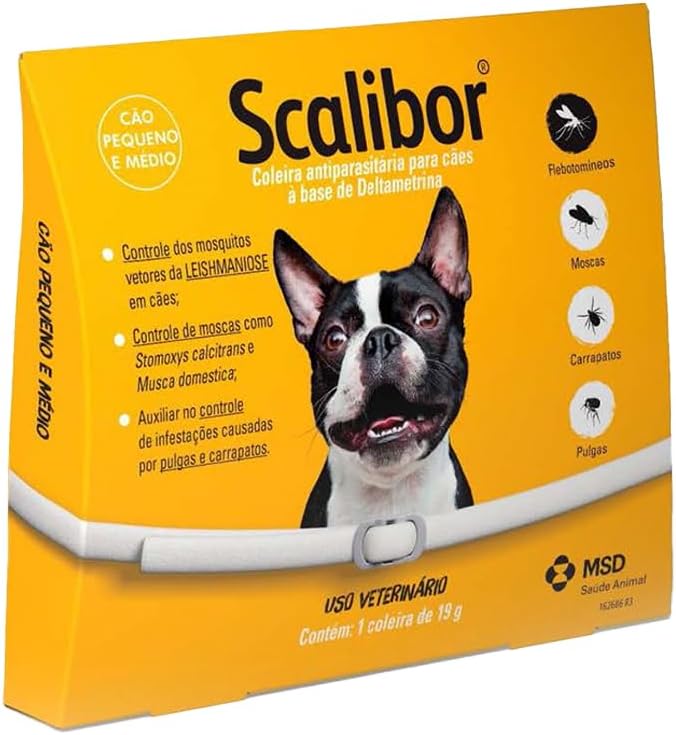 CÃO
PEQUENO
E MÉDIO
Scalibor®
Coleira antiparasitária para cães
à base de Deltametrina
Controle dos mosquitos
vetores da LEISHMANIOSE
em cães;
Controle de moscas como
Stomoxys calcitrans e
Musca domestica;
Auxiliar no controle
de infestações causadas
por pulgas e carrapatos.
Flebotomíneos
Moscas
Carrapatos
Pulgas
CÃO PEQUENO E MÉDIO
USO VETERINÁRIO
Contém: 1 coleira de 19 g
MSD
Saúde Animal
162686 R3